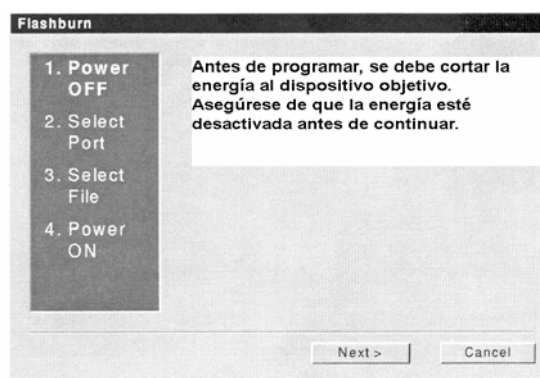 Flashburn
1. Power
OFF
2. Select
Port
3. Select
File
4. Power
ON
Antes de programar, se debe cortar la
energía al dispositivo objetivo.
Asegúrese de que la energía esté
desactivada antes de continuar.
Next >
Cancel